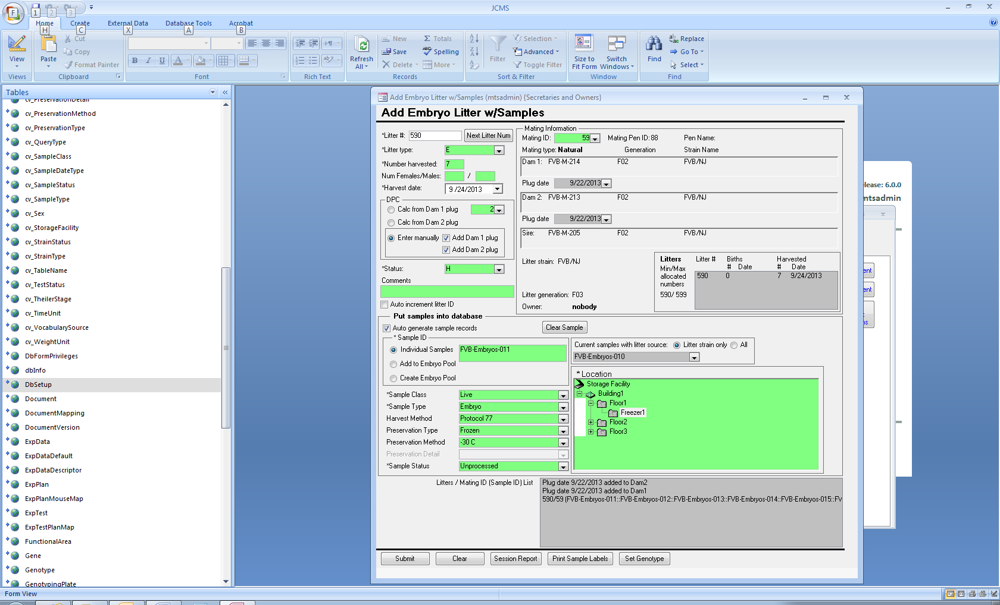 JCMS
F
1
2
3
Home
Create
External Data
Database Tools
Acrobat
H
C
X
A
B
View
Views
Paste
Cut
Copy
Format Painter
Clipboard
B I U
A
Font
Rich Text
Refresh
All
New
Save
Delete
Totals
Spelling
More
Records
Filter
Selection
Advanced
Toggle Filter
Sort & Filter
Size to
Fit Form
Switch
Windows
Window
Find
Replace
Go To
Select
Find
Tables
cv_PreservationDetail
cv_PreservationMethod
cv_PreservationType
cv_QueryType
cv_SampleClass
cv_SampleDateType
cv_SampleStatus
cv_SampleType
cv_Sex
cv_StorageFacility
cv_StrainStatus
cv_StrainType
cv_TableName
cv_TestStatus
cv_TheilerStage
cv_TimeUnit
cv_VocabularySource
cv_WeightUnit
DbFormPrivileges
dbInfo
DbSetup
Document
DocumentMapping
DocumentVersion
ExpData
ExpDataDefault
ExpDataDescriptor
ExpPlan
ExpPlanMouseMap
ExpTest
ExpTestPlanMap
FunctionalArea
Gene
Genotype
GenotypingPlate
Add Embryo Litter w/Samples (mtsadmin) {Secretaries and Owners}
Add Embryo Litter w/Samples
*Litter #: 590 Next Litter Num
*Litter type: E
*Number harvested: 7
Num Females/Males: /
*Harvest date: 9 /24/2013
DPC
Calc from Dam 1 plug 2
Calc from Dam 2 plug
Enter manually Add Dam 1 plug
Add Dam 2 plug
*Status: H
Comments
Auto increment litter ID
Mating Information
Mating ID: 59 Mating Pen ID: 88 Pen Name:
Mating type: Natural Generation Strain Name
Dam 1: FVB-M-214 F02 FVB/NJ
Plug date 9/22/2013
Dam 2: FVB-M-213 F02 FVB/NJ
Plug date 9/22/2013
Sire: FVB-M-205 F02 FVB/NJ
Litter strain: FVB/NJ
Litter generation: F03
Owner: nobody
Litters Litter # Births Harvested
# Date # Date
Min/Max
allocated
numbers
590/ 599
590 0 7 9/24/2013
Put samples into database
Auto generate sample records Clear Sample
* Sample ID
Individual Samples FVB-Embryos-011
Add to Embryo Pool
Create Embryo Pool
Current samples with litter source: Litter strain only All
FVB-Embryos-010
*Sample Class Live
*Sample Type Embryo
Harvest Method Protocol 77
Preservation Type Frozen
Preservation Method -30 C
Preservation Detail
*Sample Status Unprocessed
* Location
Storage Facility
Building1
Floor1
Freezer1
Floor2
Floor3
Litters / Mating ID (Sample ID) List
Plug date 9/22/2013 added to Dam2
Plug date 9/22/2013 added to Dam1
590/59 (FVB-Embryos-011::FVB-Embryos-012::FVB-Embryos-013::FVB-Embryos-014::FVB-Embryos-015::FV
Submit
Clear
Session Report
Print Sample Labels
Set Genotype
lease: 6.0.0
mtsadmin
ent
ent
ns
Form View